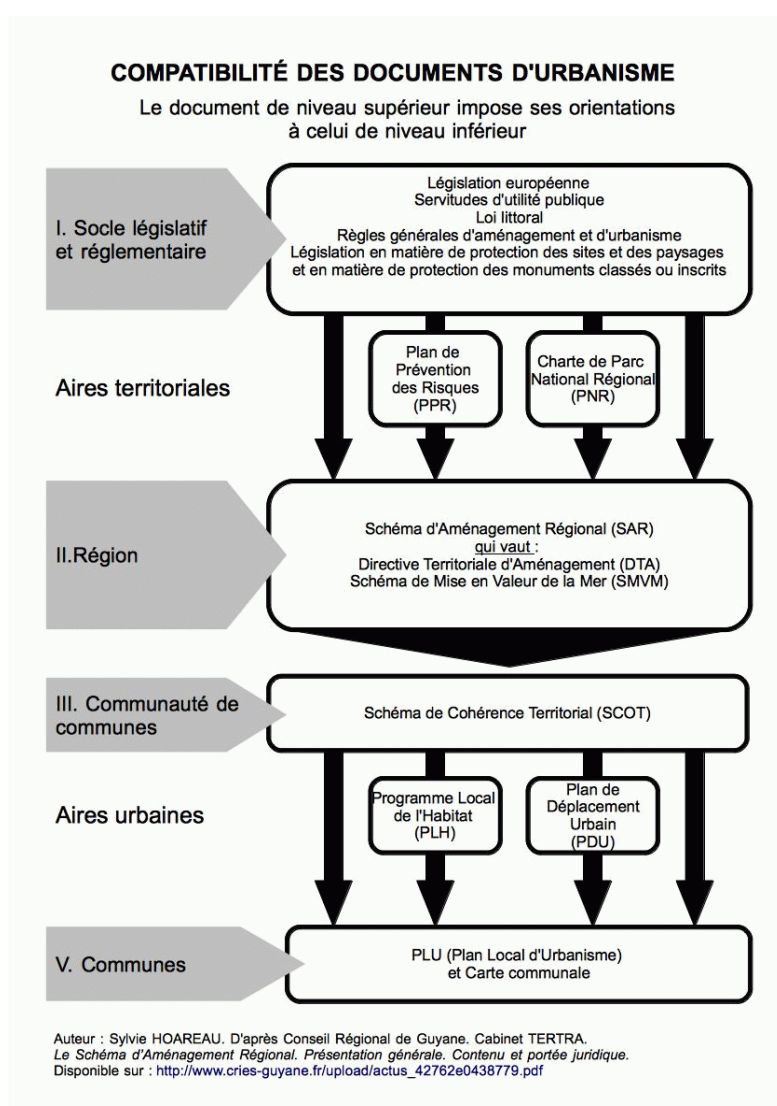 COMPATIBILITÉ DES DOCUMENTS D'URBANISME
Le document de niveau supérieur impose ses orientations
à celui de niveau inférieur
I. Socle législatif
et réglementaire
Législation européenne
Servitudes d'utilité publique
Loi littoral
Règles générales d'aménagement et d'urbanisme
Législation en matière de protection des sites et des paysages
et en matière de protection des monuments classés ou inscrits
Aires territoriales
Plan de
Prévention
des Risques
(PPR)
Charte de Parc
National Régional
(PNR)
II.Région
Schéma d'Aménagement Régional (SAR)
qui vaut :
Directive Territoriale d'Aménagement (DTA)
Schéma de Mise en Valeur de la Mer (SMVM)
III. Communauté de
communes
Schéma de Cohérence Territorial (SCOT)
Aires urbaines
Programme Local
de l'Habitat
(PLH)
Plan de
Déplacement
Urbain
(PDU)
V. Communes
PLU (Plan Local d'Urbanisme)
et Carte communale
Auteur : Sylvie HOAREAU. D'après Conseil Régional de Guyane. Cabinet TERTRA.
Le Schéma d'Aménagement Régional. Présentation générale. Contenu et portée juridique.
Disponible sur : http://www.cries-guyane.fr/upload/actus_42762e0438779.pdf